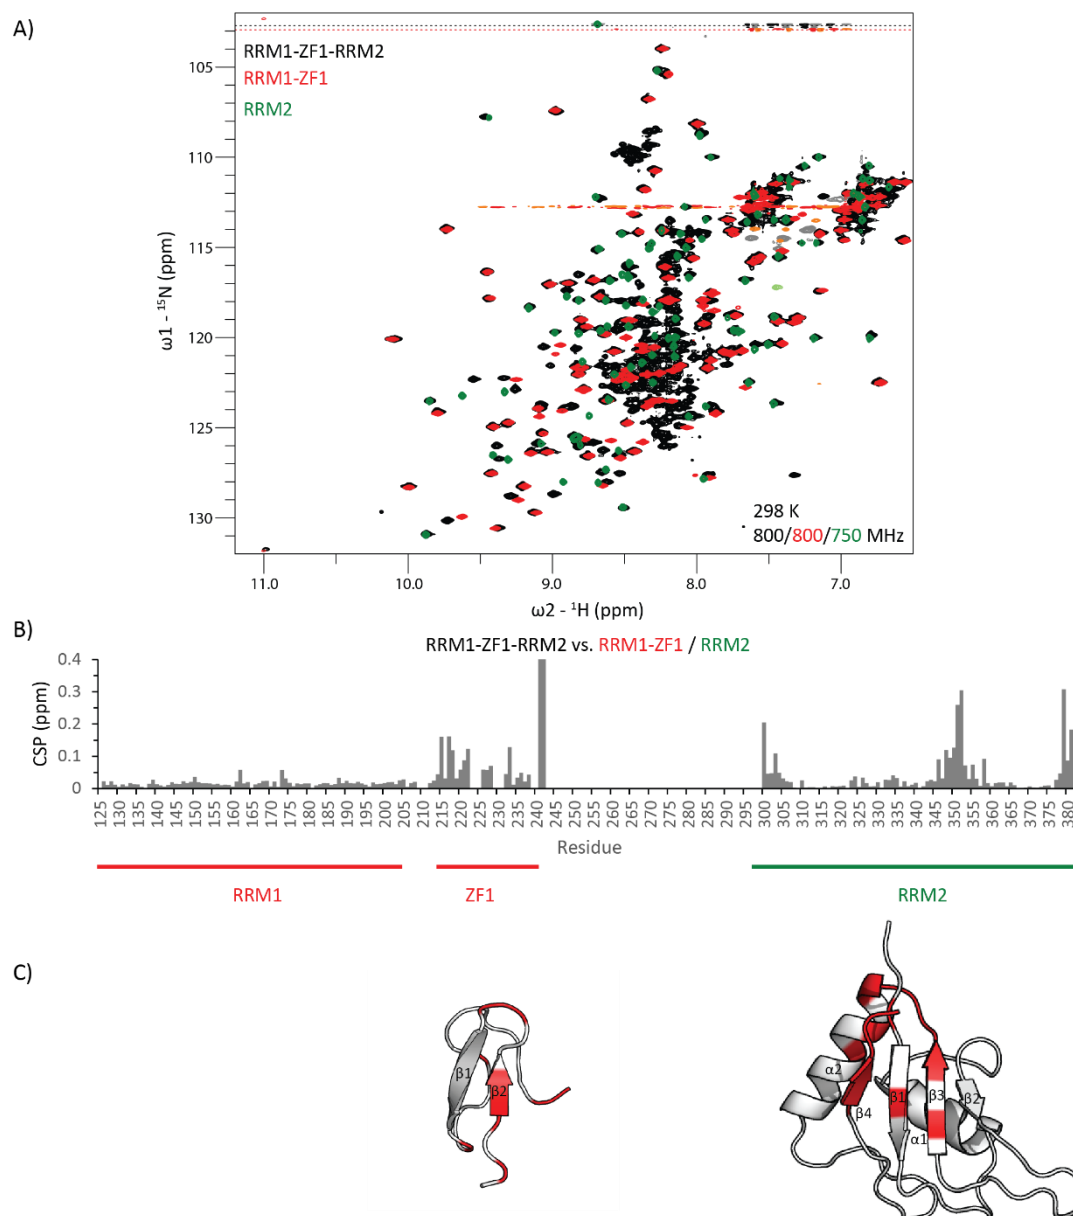 A)
RRM1-ZF1-RRM2
RRM1-ZF1
RRM2
105
110
115
120
125
130
ω1 - ¹⁵N (ppm)
298 K
800/800/750 MHz
11.0 10.0 9.0 8.0 7.0
ω2 - ¹H (ppm)
B)
RRM1-ZF1-RRM2 vs. RRM1-ZF1 / RRM2
0.4
0.3
0.2
0.1
0
CSP (ppm)
125 130 135 140 145 150 155 160 165 170 175 180 185 190 195 200 205 210 215 220 225 230 235 240 245 250 255 260 265 270 275 280 285 290 295 300 305 310 315 320 325 330 335 340 345 350 355 360 365 370 375 380
Residue
RRM1 ZF1 RRM2
C)
β1 β2
α2 β4 β1 α1 β3 β2